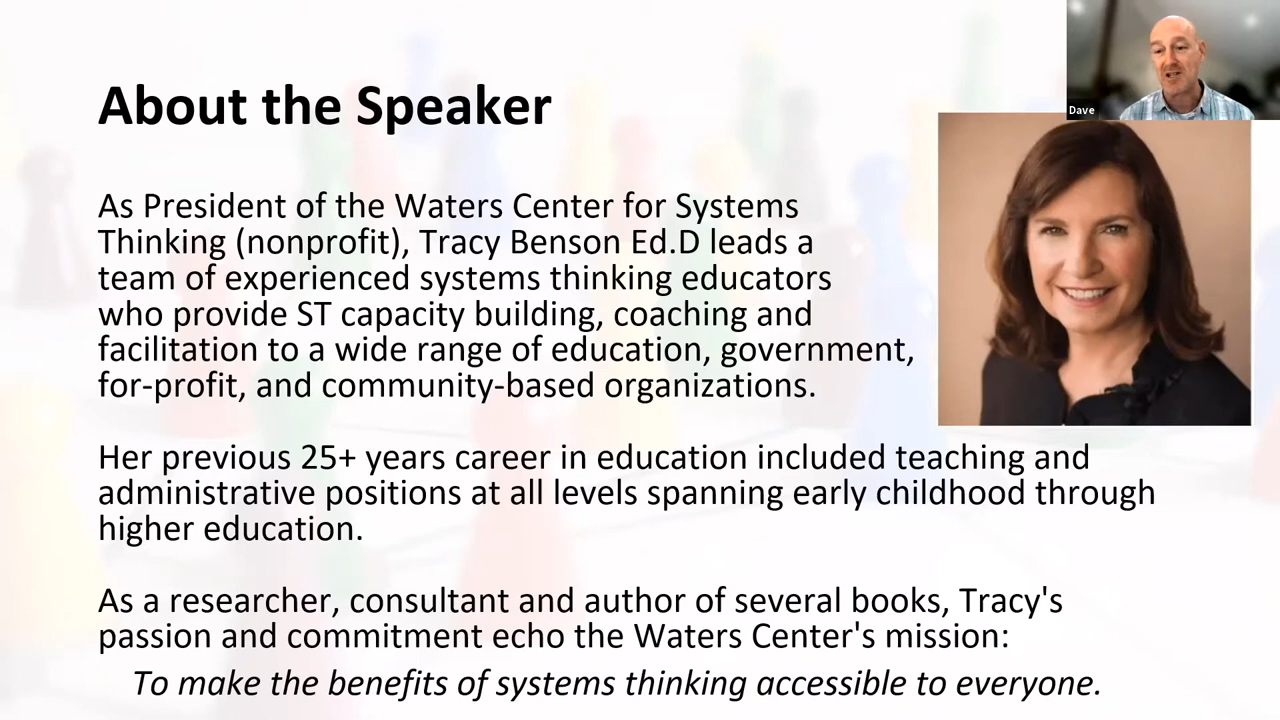 Dave
About the Speaker
As President of the Waters Center for Systems
Thinking (nonprofit), Tracy Benson Ed.D leads a
team of experienced systems thinking educators
who provide ST capacity building, coaching and
facilitation to a wide range of education, government,
for-profit, and community-based organizations.
Her previous 25+ years career in education included teaching and
administrative positions at all levels spanning early childhood through
higher education.
As a researcher, consultant and author of several books, Tracy's
passion and commitment echo the Waters Center's mission:
To make the benefits of systems thinking accessible to everyone.